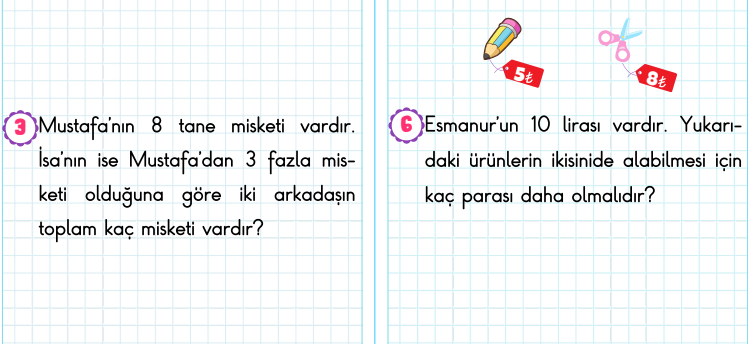 3 Mustafa'nın 8 tane misketi vardır.
İsa'nın ise Mustafa'dan 3 fazla mis-
keti olduğuna göre iki arkadaşın
toplam kaç misketi vardır?
5₺
8₺
6 Esmanur'un 10 lirası vardır. Yukarı-
daki ürünlerin ikisinide alabilmesi için
kaç parası daha olmalıdır?